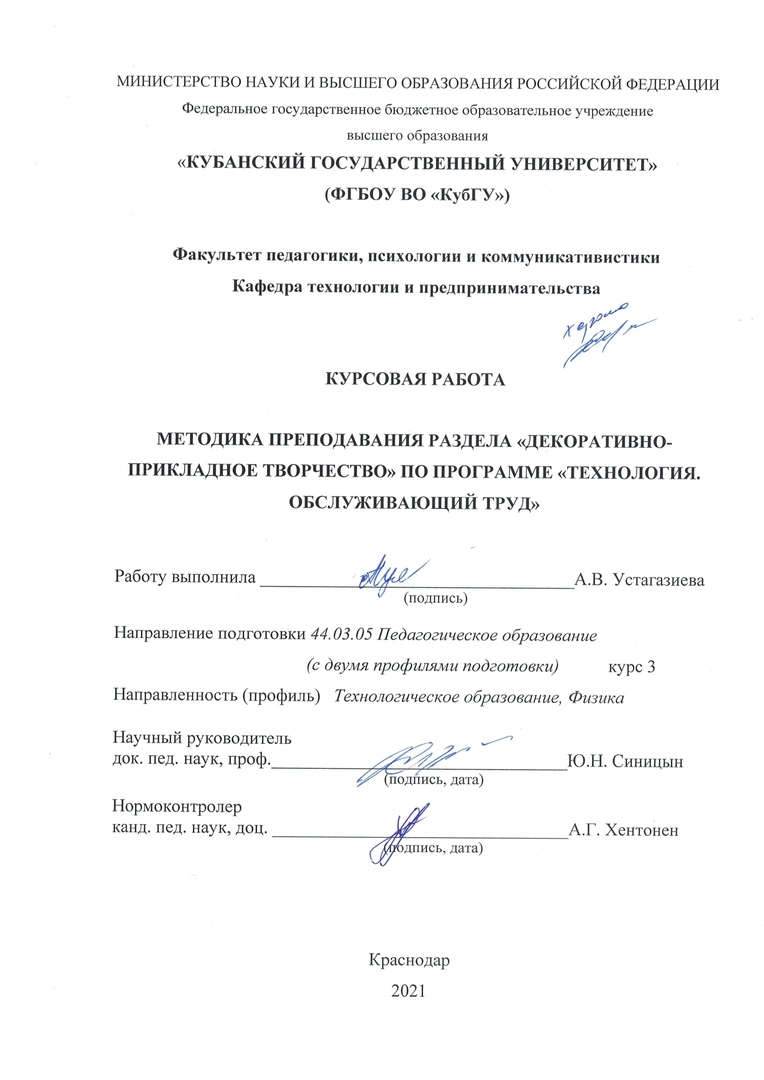 МИНИСТЕРСТВО НАУКИ И ВЫСШЕГО ОБРАЗОВАНИЯ РОССИЙСКОЙ ФЕДЕРАЦИИ
Федеральное государственное бюджетное образовательное учреждение
высшего образования
«КУБАНСКИЙ ГОСУДАРСТВЕННЫЙ УНИВЕРСИТЕТ»
(ФГБОУ ВО «КубГУ»)
Факультет педагогики, психологии и коммуникативистики
Кафедра технологии и предпринимательства
хорошо
КУРСОВАЯ РАБОТА
МЕТОДИКА ПРЕПОДАВАНИЯ РАЗДЕЛА «ДЕКОРАТИВНО-
ПРИКЛАДНОЕ ТВОРЧЕСТВО» ПО ПРОГРАММЕ «ТЕХНОЛОГИЯ.
ОБСЛУЖИВАЮЩИЙ ТРУД»
Работу выполнила А.В. Устагазиева
(подпись)
Направление подготовки 44.03.05 Педагогическое образование
(с двумя профилями подготовки) курс 3
Направленность (профиль) Технологическое образование, Физика
Научный руководитель
док. пед. наук, проф. Ю.Н. Синицын
(подпись, дата)
Нормоконтролер
канд. пед. наук, доц. А.Г. Хентонен
(подпись, дата)
Краснодар
2021